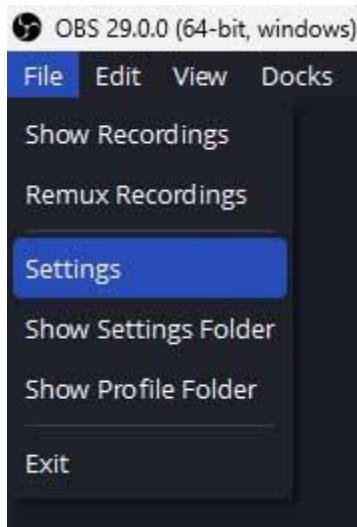 OBS 29.0.0 (64-bit, windows)
File Edit View Docks
Show Recordings
Remux Recordings
Settings
Show Settings Folder
Show Profile Folder
Exit